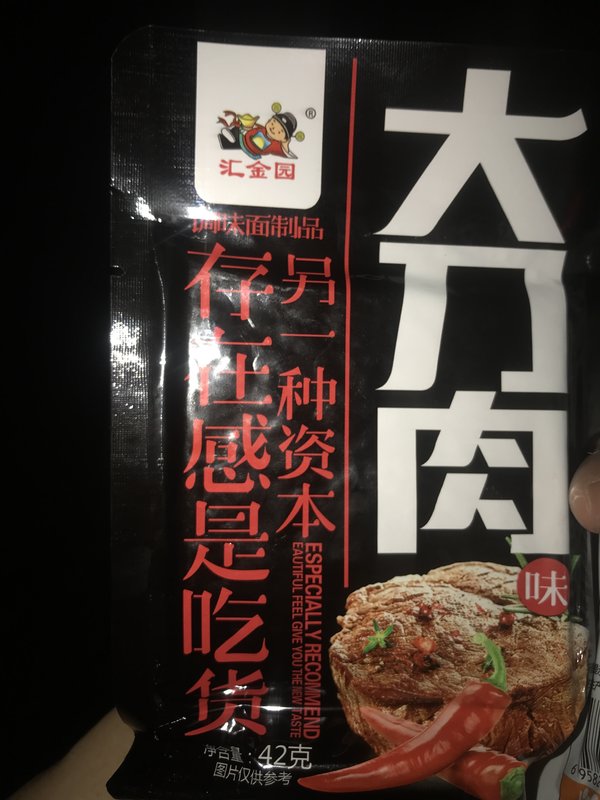 ®
汇金园
调味面制品
大刀肉
味
另一种资本
存在感是吃货
ESPECIALLY RECOMMEND
EAUTIFUL FEEL GIVE YOU THE NEW TASTE
净含量：42克
图片仅供参考